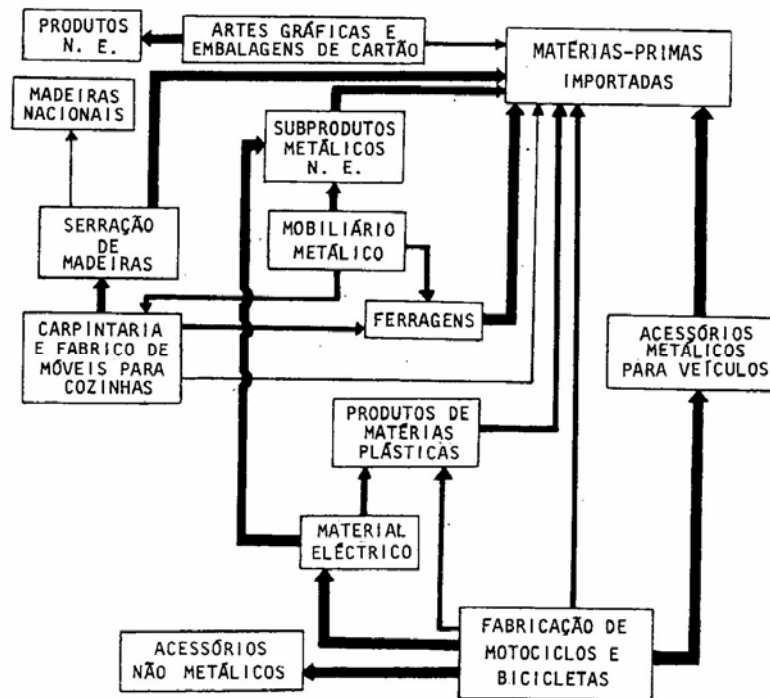 PRODUTOS
N. E.
ARTES GRÁFICAS E
EMBALAGENS DE CARTÃO
MATÉRIAS-PRIMAS
IMPORTADAS
MADEIRAS
NACIONAIS
SUBPRODUTOS
METÁLICOS
N. E.
SERRAÇÃO
DE
MADEIRAS
MOBILIÁRIO
METÁLICO
FERRAGENS
CARPINTARIA
E FABRICO DE
MÓVEIS PARA
COZINHAS
ACESSÓRIOS
METÁLICOS
PARA VEÍCULOS
PRODUTOS DE
MATÉRIAS
PLÁSTICAS
MATERIAL
ELÉCTRICO
ACESSÓRIOS
NÃO METÁLICOS
FABRICAÇÃO DE
MOTOCICLOS E
BICICLETAS